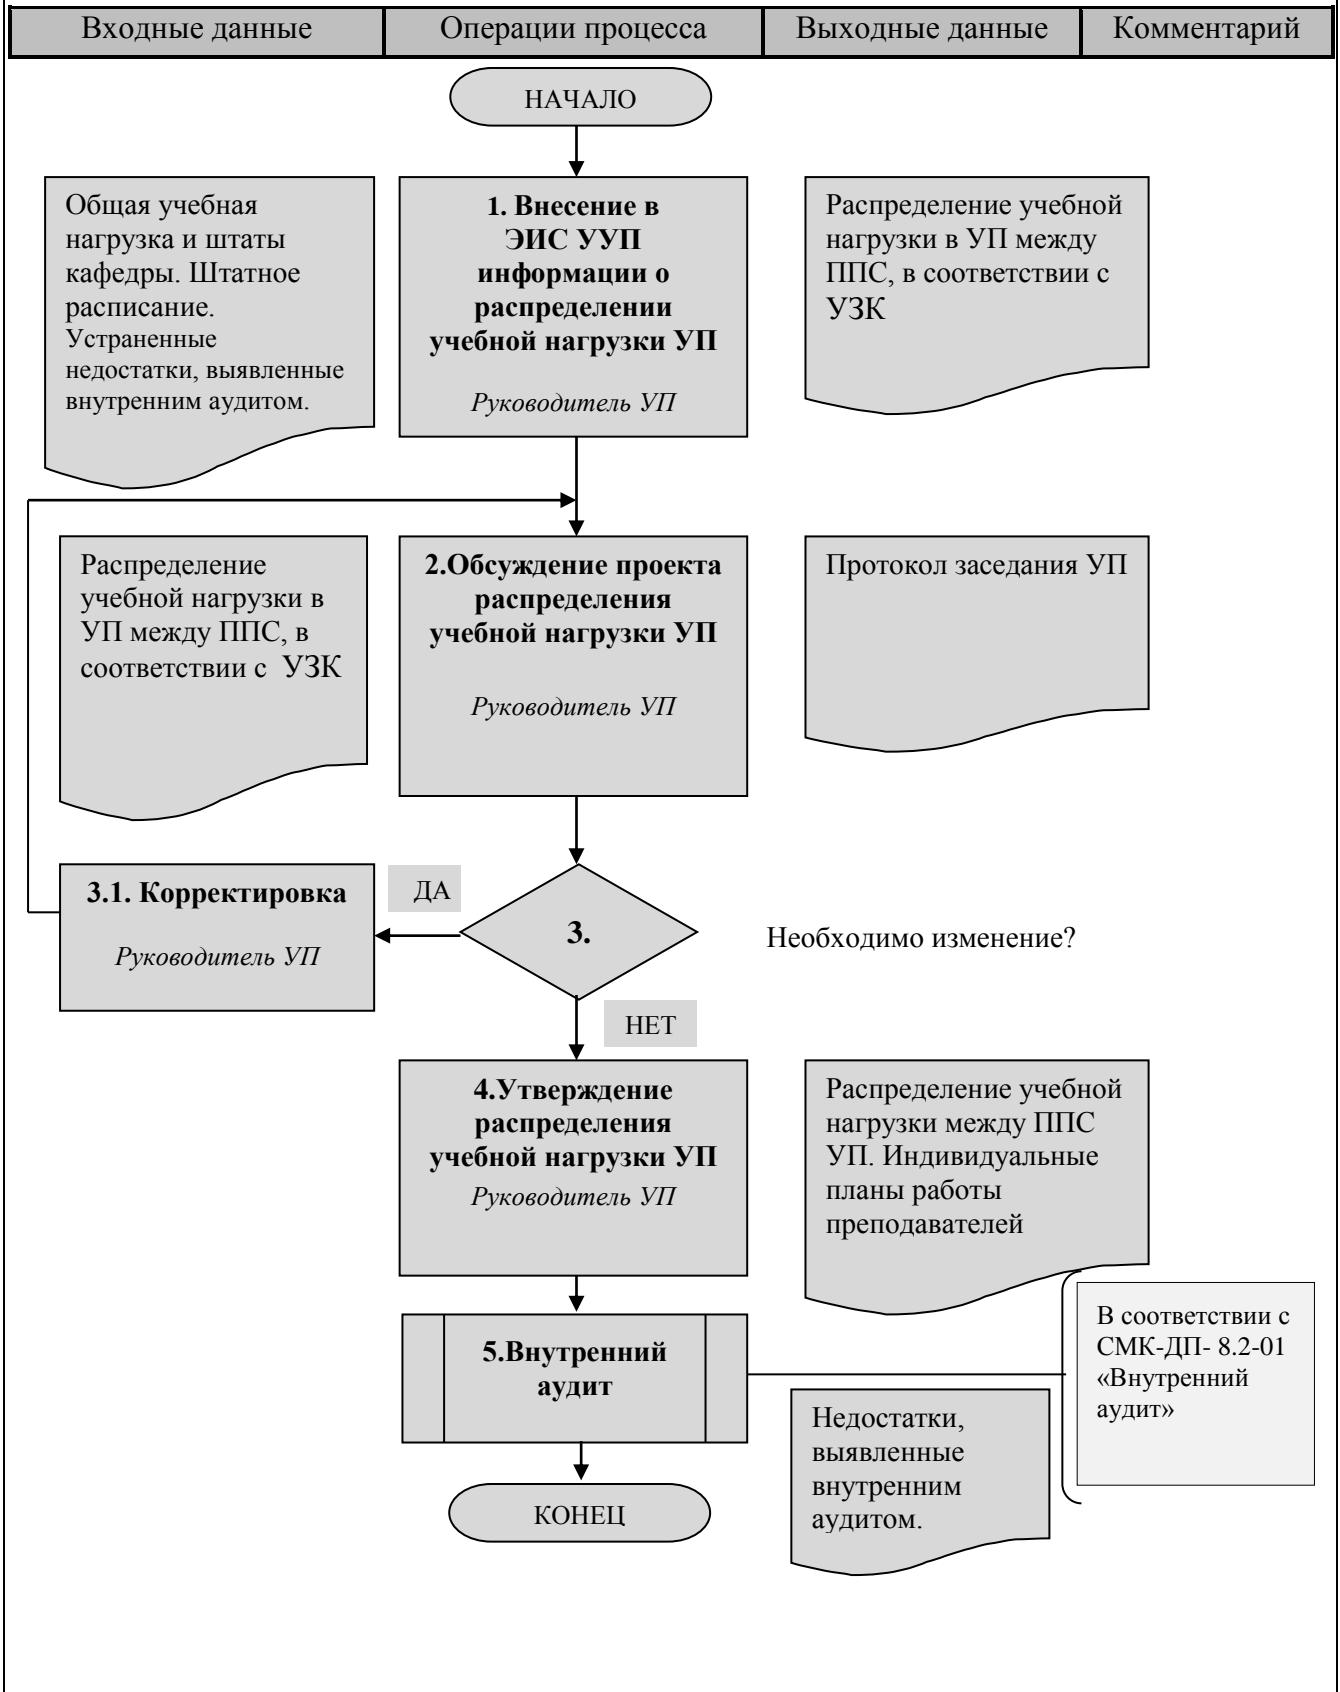 Входные данные
Операции процесса
Выходные данные
Комментарий
НАЧАЛО
Общая учебная
нагрузка и штаты
кафедры. Штатное
расписание.
Устраненные
недостатки, выявленные
внутренним аудитом.
1. Внесение в
ЭИС УУП
информации о
распределении
учебной нагрузки УП
Руководитель УП
Распределение учебной
нагрузки в УП между
ППС, в соответствии с
УЗК
Распределение
учебной нагрузки в
УП между ППС, в
соответствии с УЗК
2.Обсуждение проекта
распределения
учебной нагрузки УП
Руководитель УП
Протокол заседания УП
3.1. Корректировка
Руководитель УП
ДА
3.
Необходимо изменение?
НЕТ
4.Утверждение
распределения
учебной нагрузки УП
Руководитель УП
Распределение учебной
нагрузки между ППС
УП. Индивидуальные
планы работы
преподавателей
5.Внутренний
аудит
В соответствии с
СМК-ДП- 8.2-01
«Внутренний
аудит»
Недостатки,
выявленные
внутренним
аудитом.
КОНЕЦ